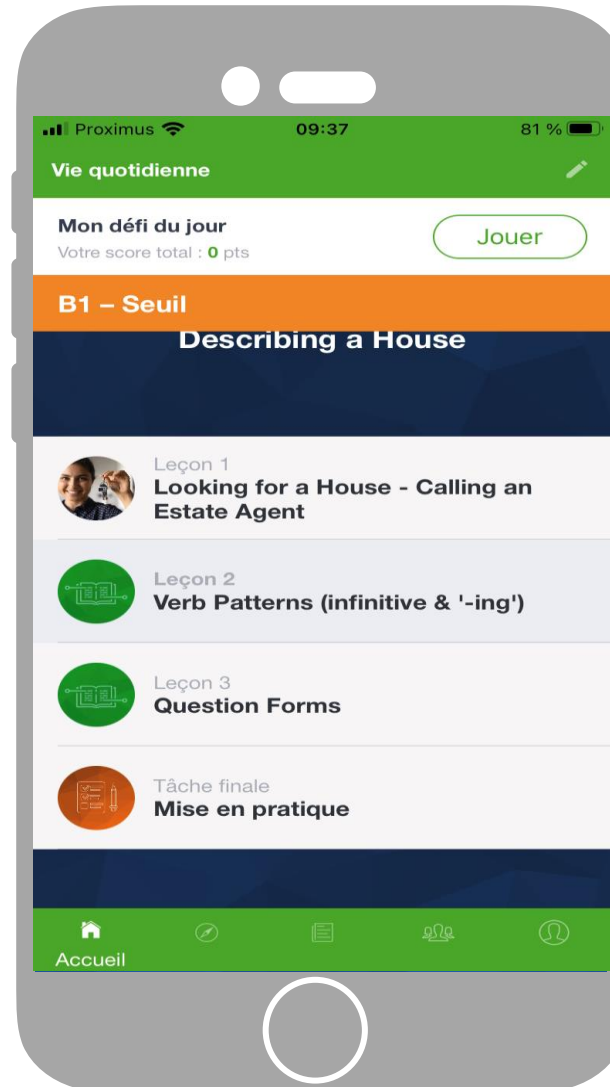 Proximus 09:37 81 %
Vie quotidienne
Mon défi du jour
Votre score total : 0 pts
Jouer
B1 – Seuil
Describing a House
Leçon 1
Looking for a House - Calling an
Estate Agent
Leçon 2
Verb Patterns (infinitive & '-ing')
Leçon 3
Question Forms
Tâche finale
Mise en pratique
Accueil